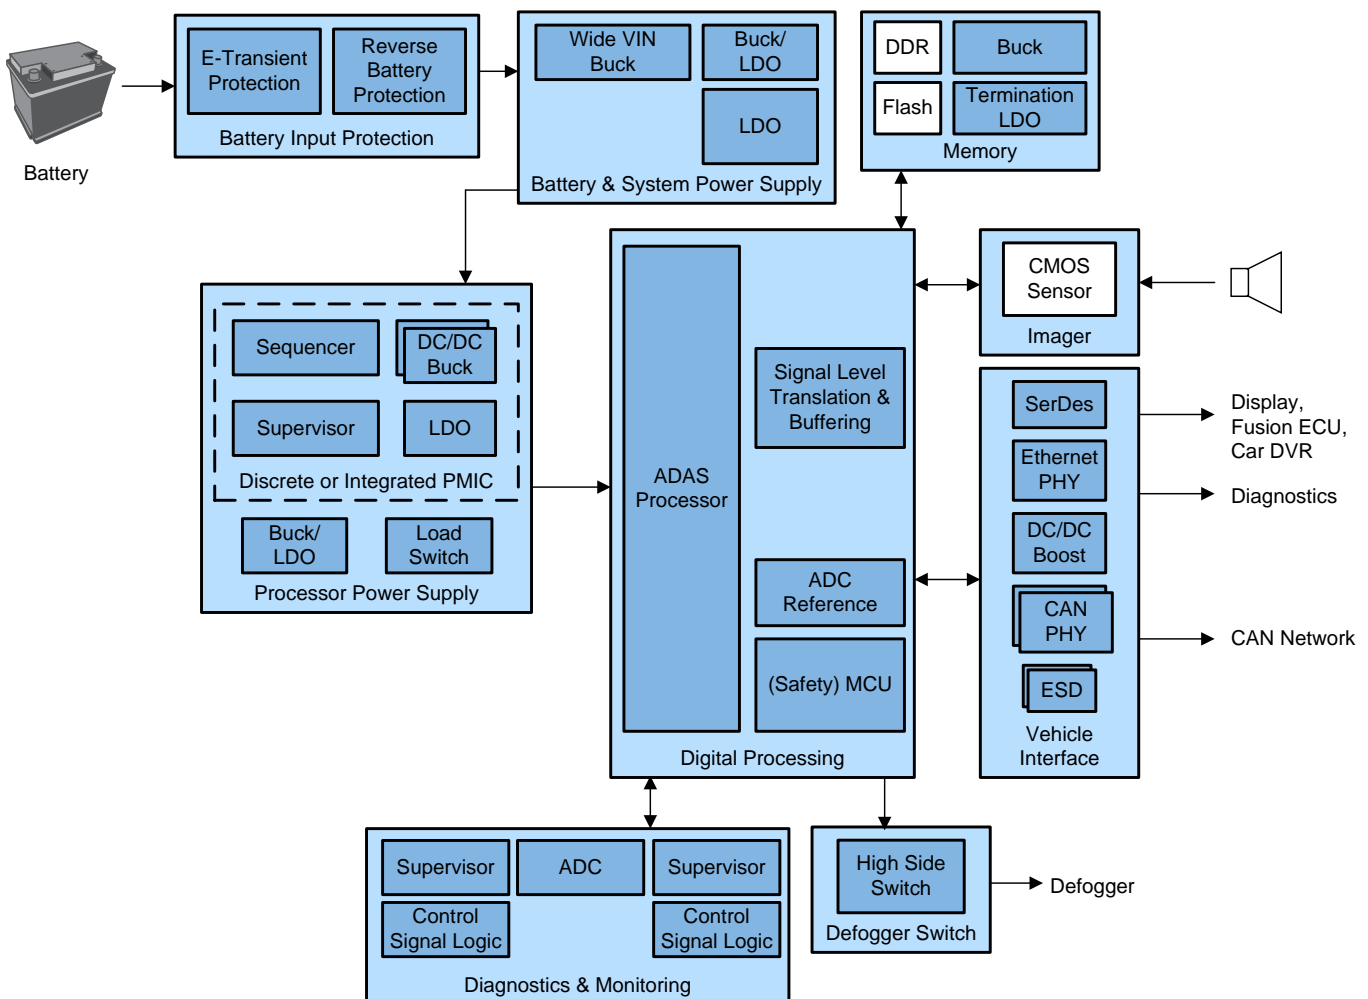 Battery
E-Transient
Protection
Reverse
Battery
Protection
Battery Input Protection
Wide VIN
Buck
Buck/
LDO
LDO
Battery & System Power Supply
DDR
Buck
Flash
Termination
LDO
Memory
Sequencer
DC/DC
Buck
Supervisor
LDO
Discrete or Integrated PMIC
Buck/
LDO
Load
Switch
Processor Power Supply
ADAS
Processor
Signal Level
Translation &
Buffering
ADC
Reference
(Safety) MCU
Digital Processing
CMOS
Sensor
Imager
SerDes
Ethernet
PHY
DC/DC
Boost
CAN
PHY
ESD
Vehicle
Interface
Display,
Fusion ECU,
Car DVR
Diagnostics
CAN Network
Supervisor
ADC
Supervisor
Control
Signal Logic
Control
Signal Logic
Diagnostics & Monitoring
High Side
Switch
Defogger Switch
Defogger